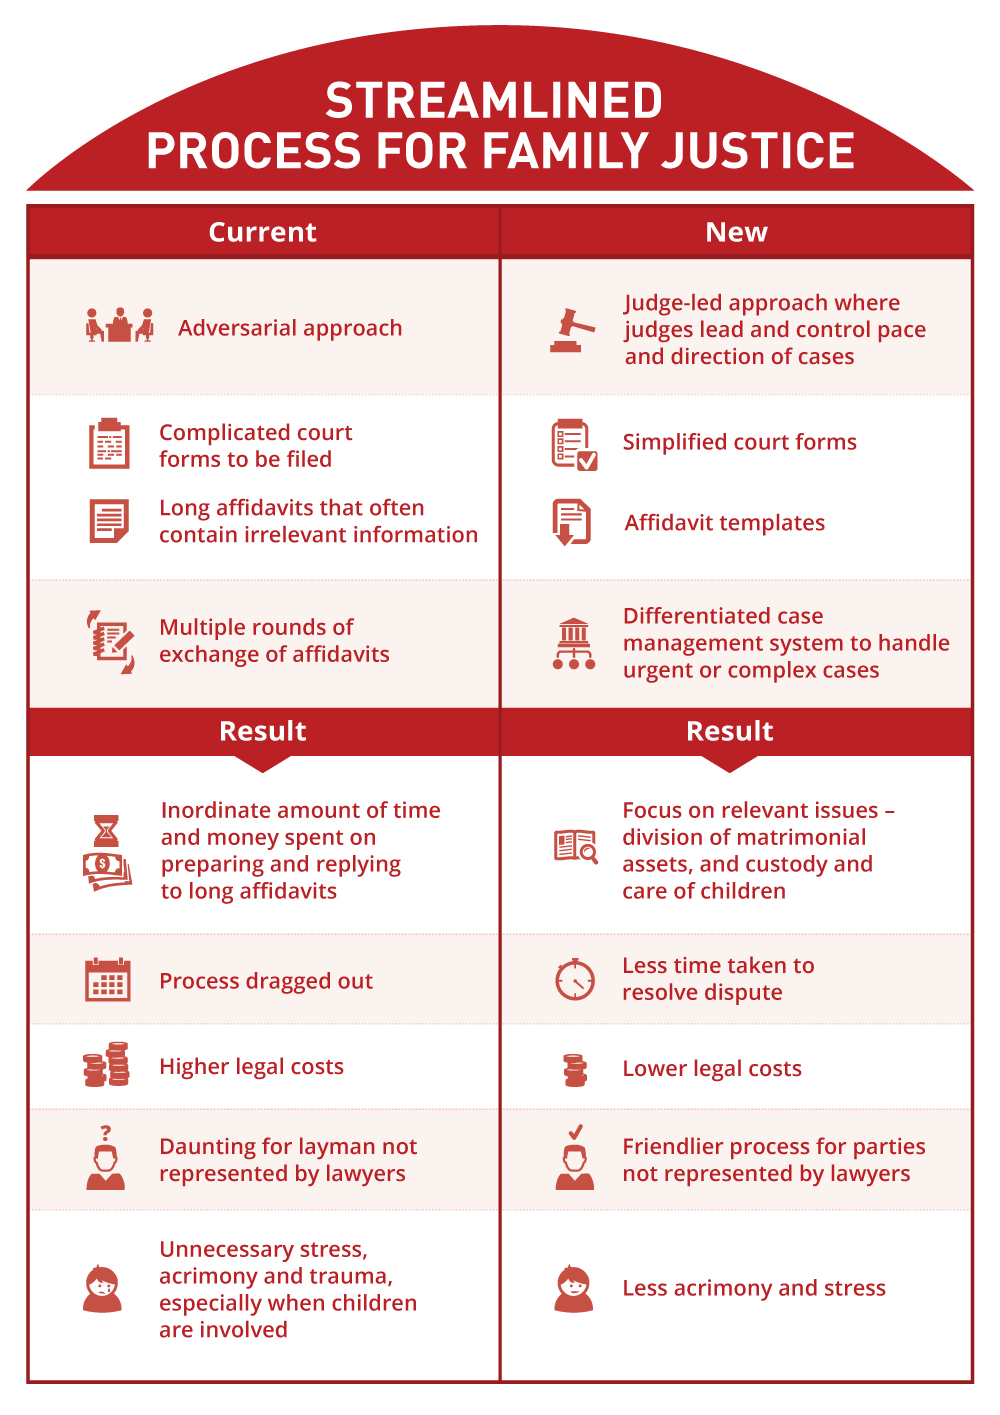 STREAMLINED
PROCESS FOR FAMILY JUSTICE
Current
New
Adversarial approach
Judge-led approach where
judges lead and control pace
and direction of cases
Complicated court
forms to be filed
Simplified court forms
Long affidavits that often
contain irrelevant information
Affidavit templates
Multiple rounds of
exchange of affidavits
Differentiated case
management system to handle
urgent or complex cases
Result
Result
Inordinate amount of time
and money spent on
preparing and replying
to long affidavits
Focus on relevant issues –
division of matrimonial
assets, and custody and
care of children
Process dragged out
Less time taken to
resolve dispute
Higher legal costs
Lower legal costs
?
Daunting for layman not
represented by lawyers
Friendlier process for parties
not represented by lawyers
Unnecessary stress,
acrimony and trauma,
especially when children
are involved
Less acrimony and stress